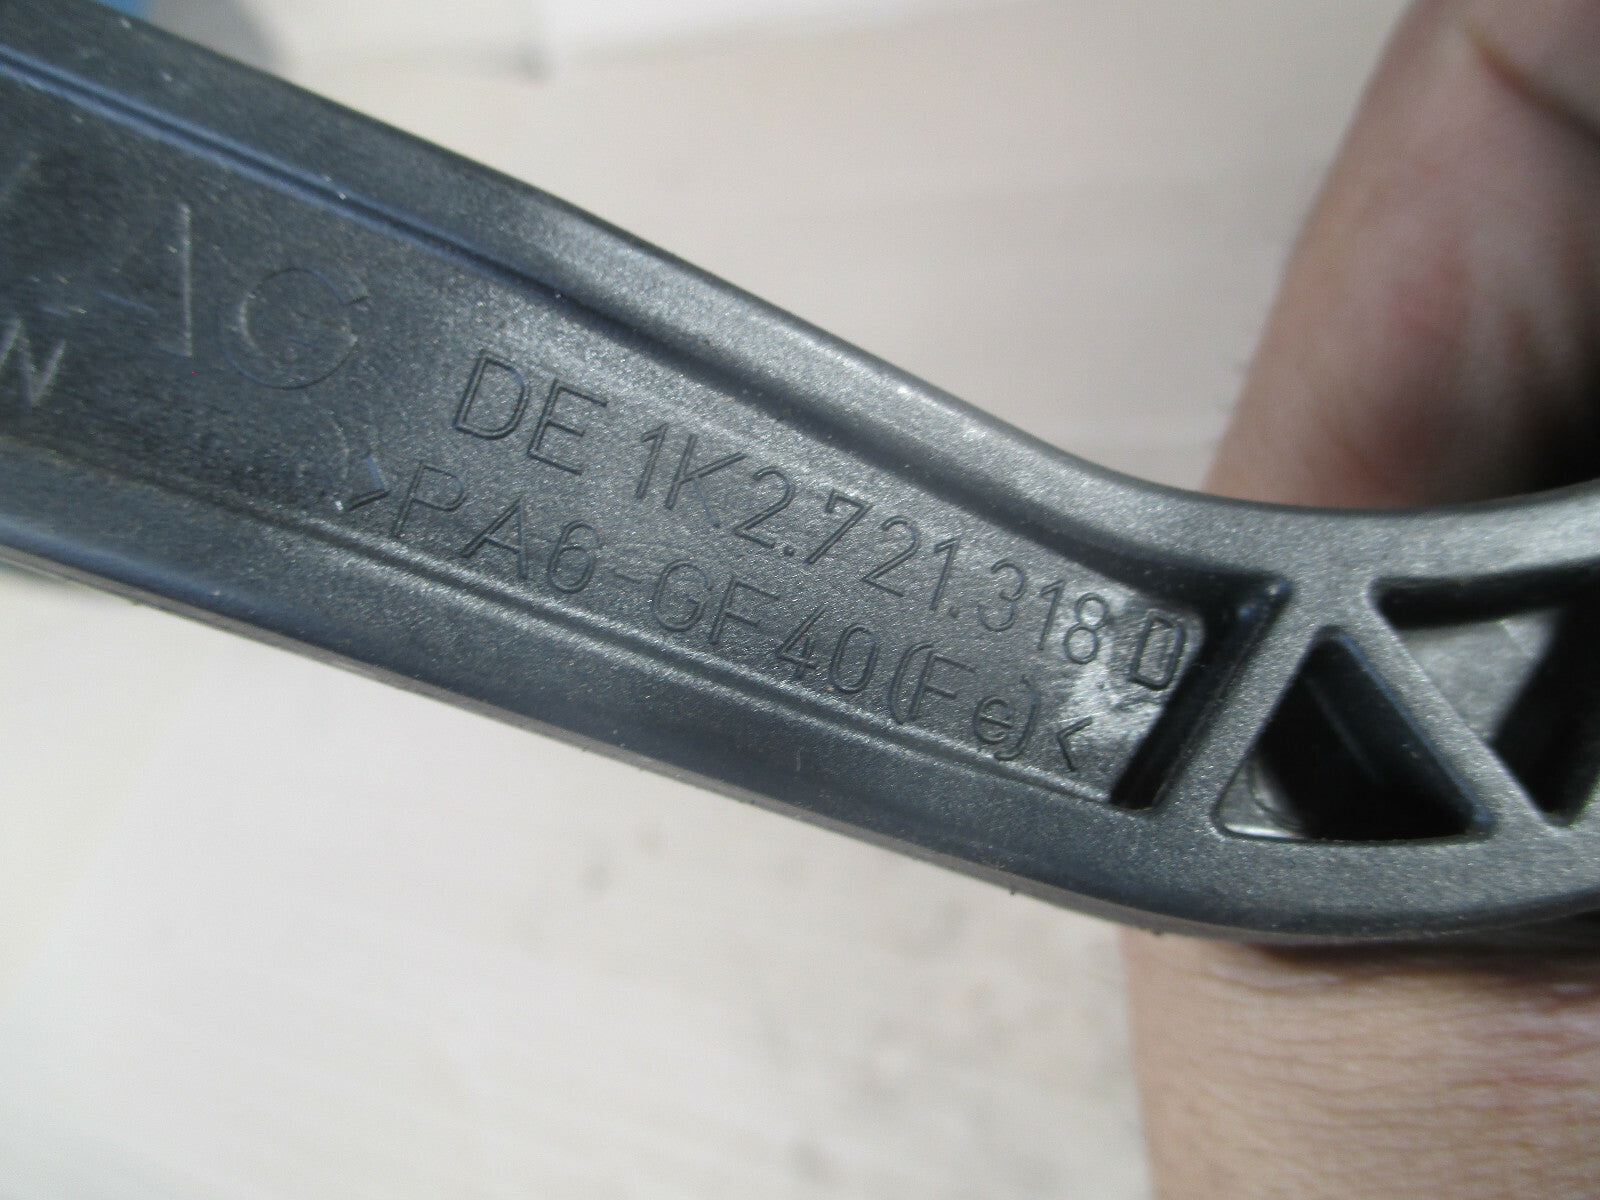 DE 1K2.721.318 D
>PA6-GF40(Fe)<